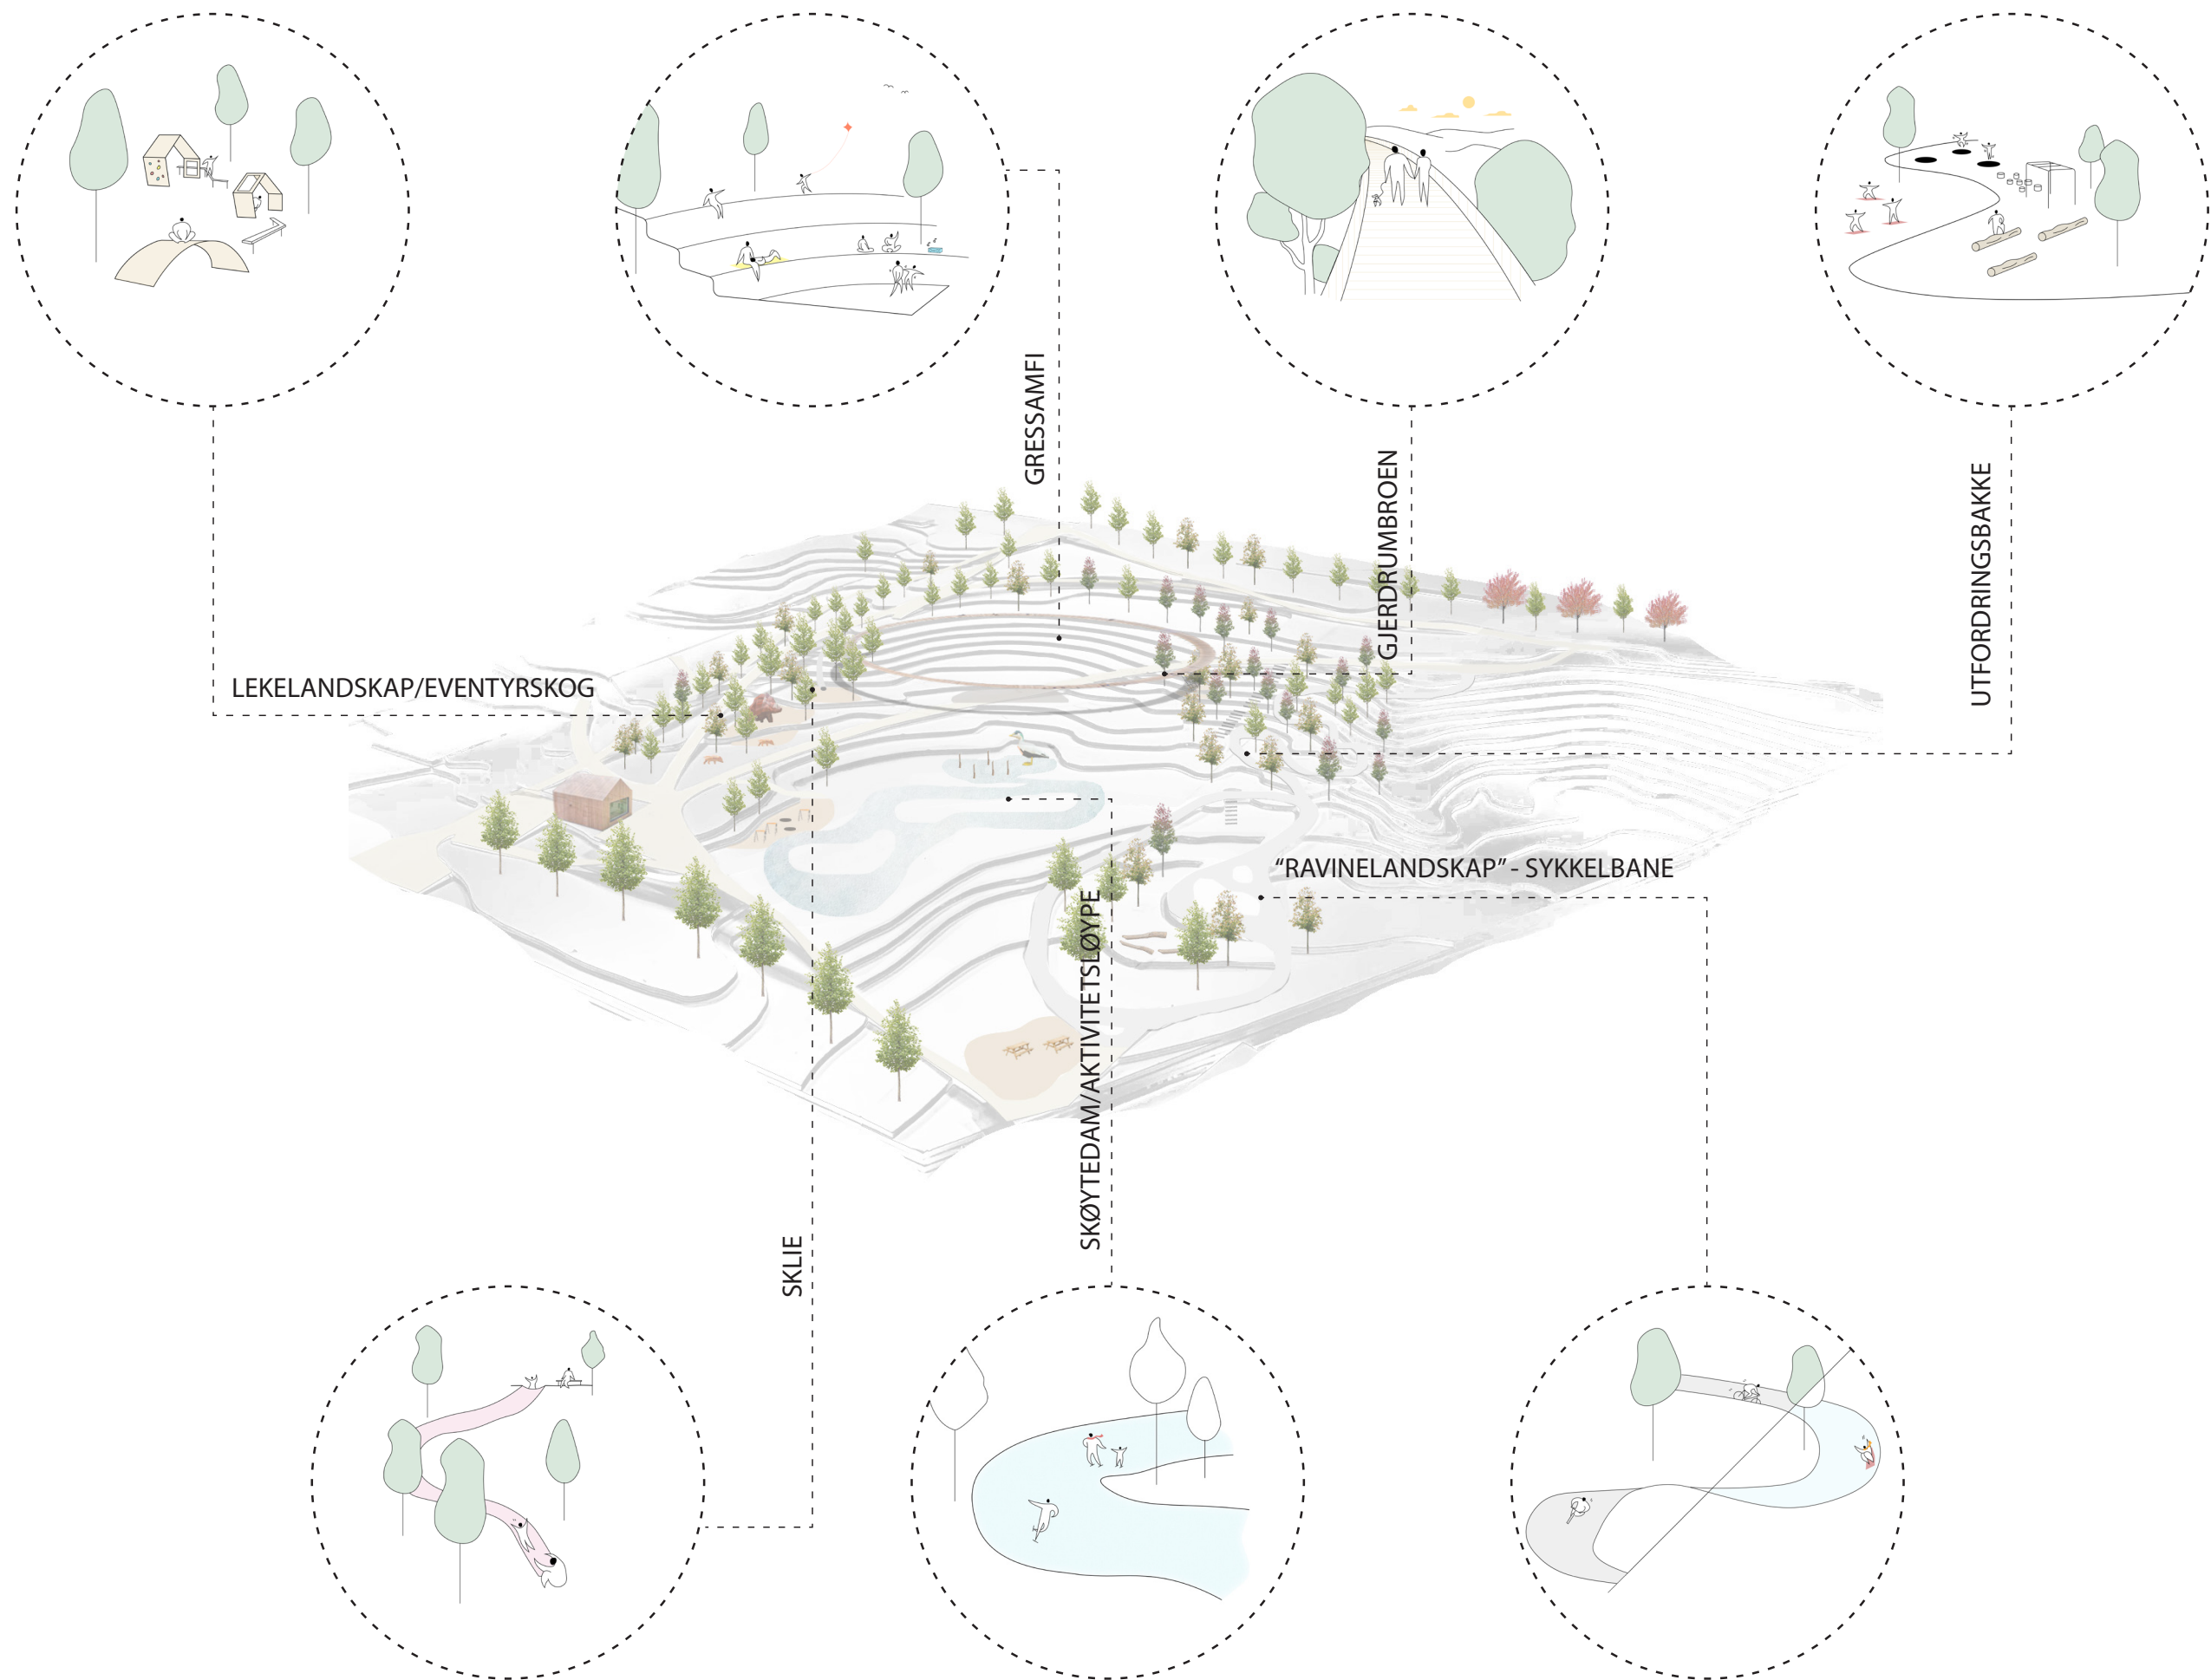 GRESSAMFI
GJERDRUMBROEN
UTFORDRINGSBAKKE
LEKELANDSKAP/EVENTYRSKOG
“RAVINELANDSKAP” - SYKKELBANE
SKØYTEDAM/AKTIVITETSLØYPE
SKLIE